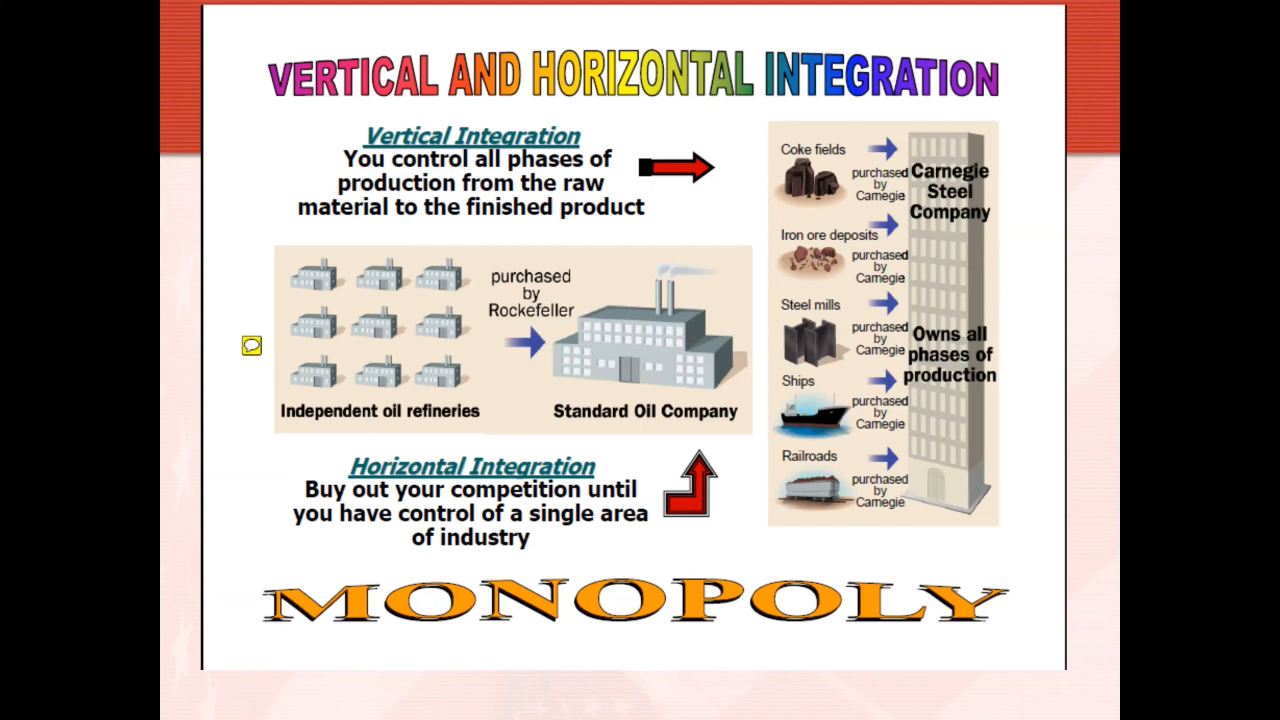 VERTICAL AND HORIZONTAL INTEGRATION
Vertical Integration
You control all phases of
production from the raw
material to the finished product
purchased
by
Rockefeller
Independent oil refineries
Standard Oil Company
Horizontal Integration
Buy out your competition until
you have control of a single area
of industry
Coke fields
purchased
by
Carnegie
Iron ore deposits
purchased
by
Carnegie
Steel mills
purchased
by
Carnegie
Ships
purchased
by
Carnegie
Railroads
purchased
by
Carnegie
Carnegie
Steel
Company
Owns all
phases of
production
MONOPOLY